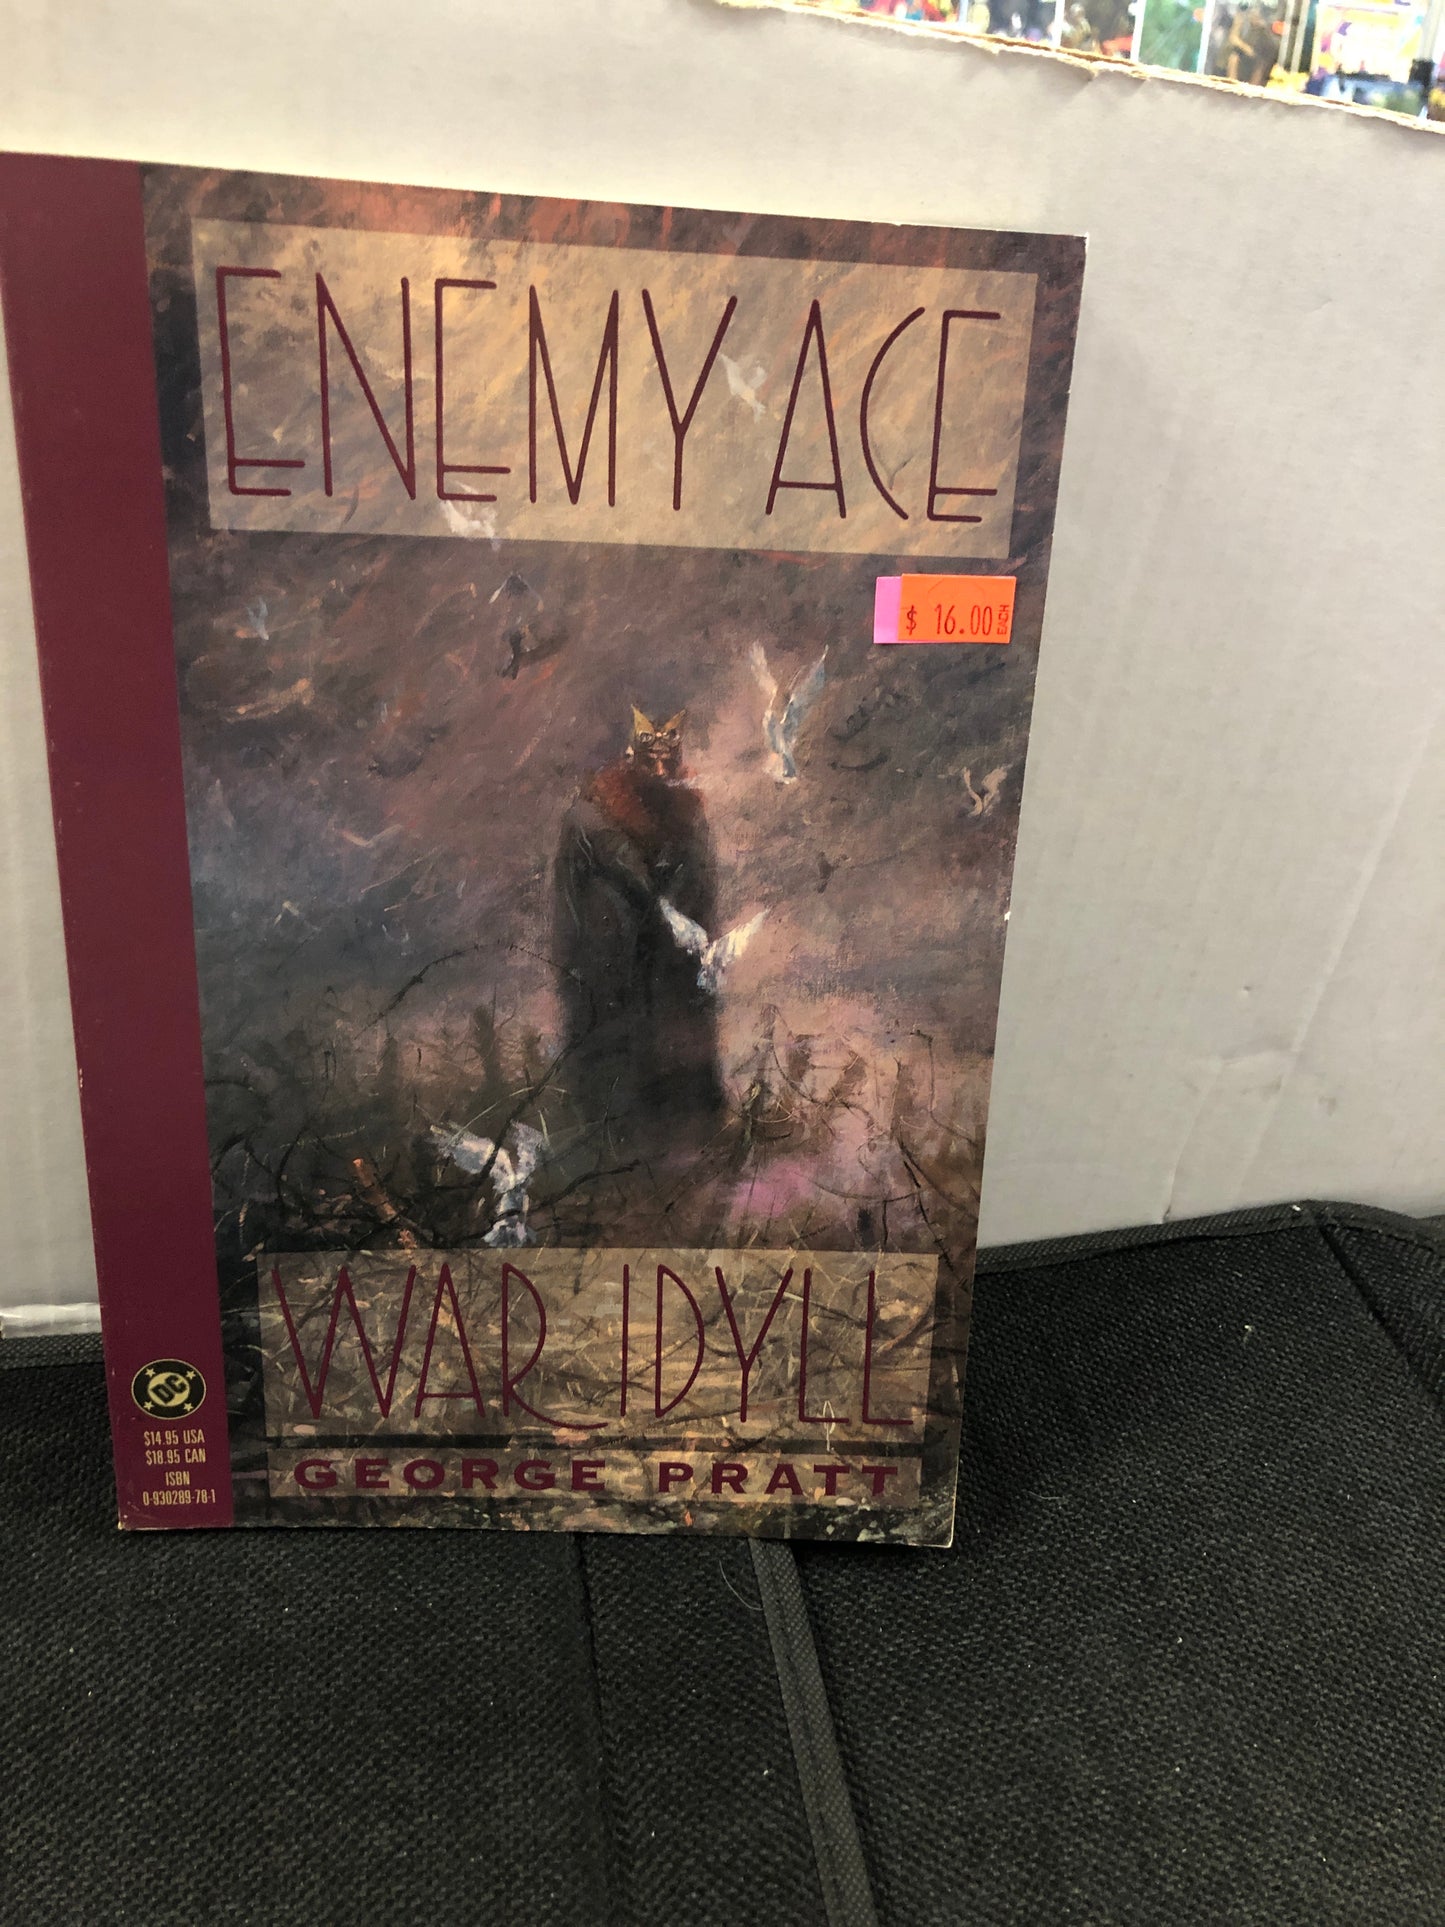 ENEMY ACE
$ 16.00 EACH
WAR IDYLL
GEORGE PRATT
DC
$14.95 USA
$18.95 CAN
ISBN
0-930289-78-1